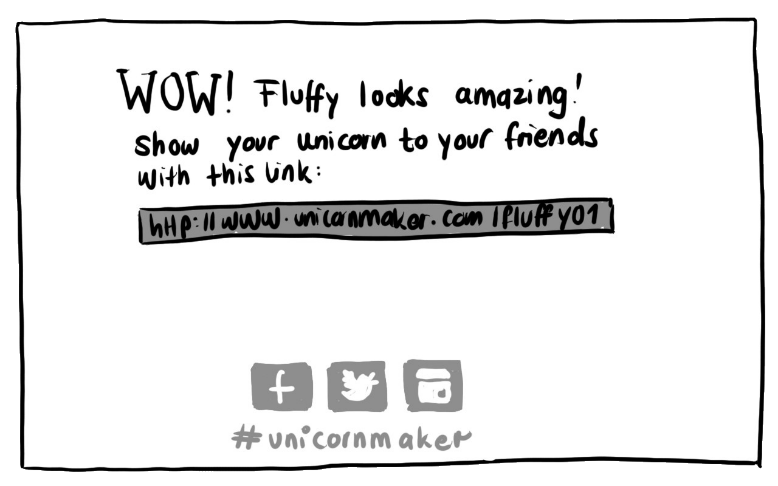 WOW! Fluffy looks amazing!
Show your unicorn to your friends
with this link:
http://www.unicornmaker.com/fluffy01
#unicornmaker